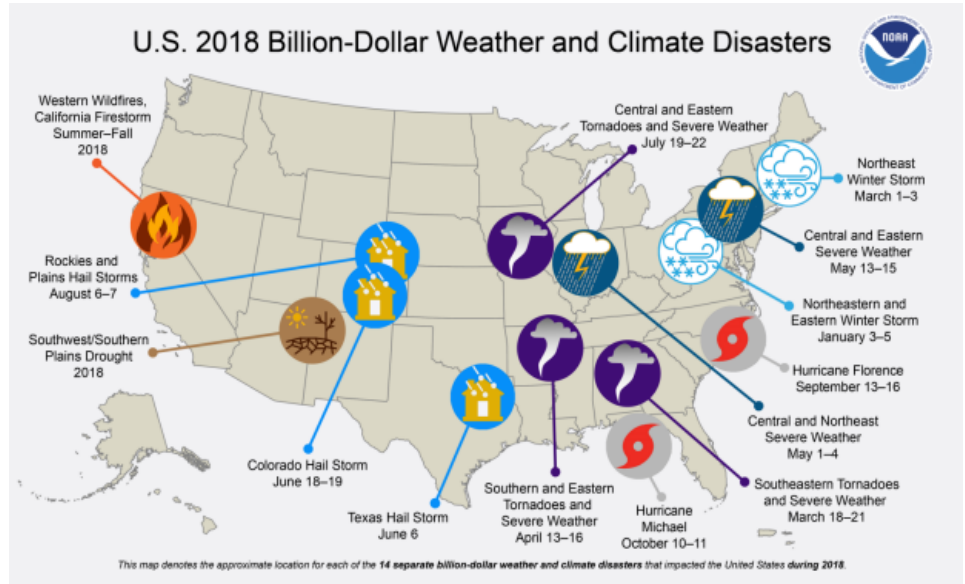 U.S. 2018 Billion-Dollar Weather and Climate Disasters
NOAA
Western Wildfires,
California Firestorm
Summer–Fall
2018
Central and Eastern
Tornadoes and Severe Weather
July 19–22
Northeast
Winter Storm
March 1–3
Rockies and
Plains Hail Storms
August 6–7
Central and Eastern
Severe Weather
May 13–15
Southwest/Southern
Plains Drought
2018
Northeastern and
Eastern Winter Storm
January 3–5
Hurricane Florence
September 13–16
Central and Northeast
Severe Weather
May 1–4
Colorado Hail Storm
June 18–19
Texas Hail Storm
June 6
Southern and Eastern
Tornadoes and
Severe Weather
April 13–16
Hurricane
Michael
October 10–11
Southeastern Tornadoes
and Severe Weather
March 18–21
This map denotes the approximate location for each of the 14 separate billion-dollar weather and climate disasters that impacted the United States during 2018.